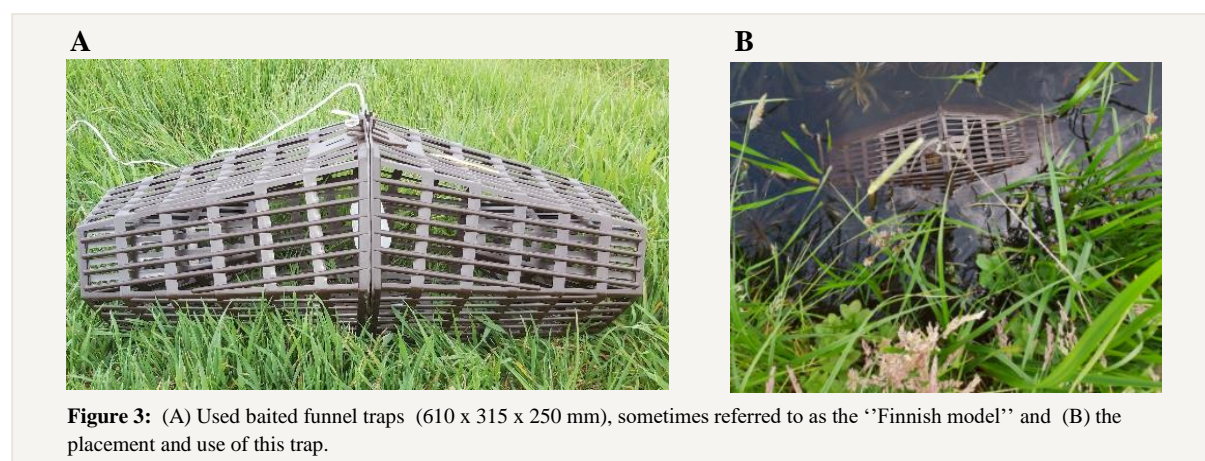 A
B
Figure 3: (A) Used baited funnel traps (610 x 315 x 250 mm), sometimes referred to as the ‘’Finnish model’’ and (B) the
placement and use of this trap.